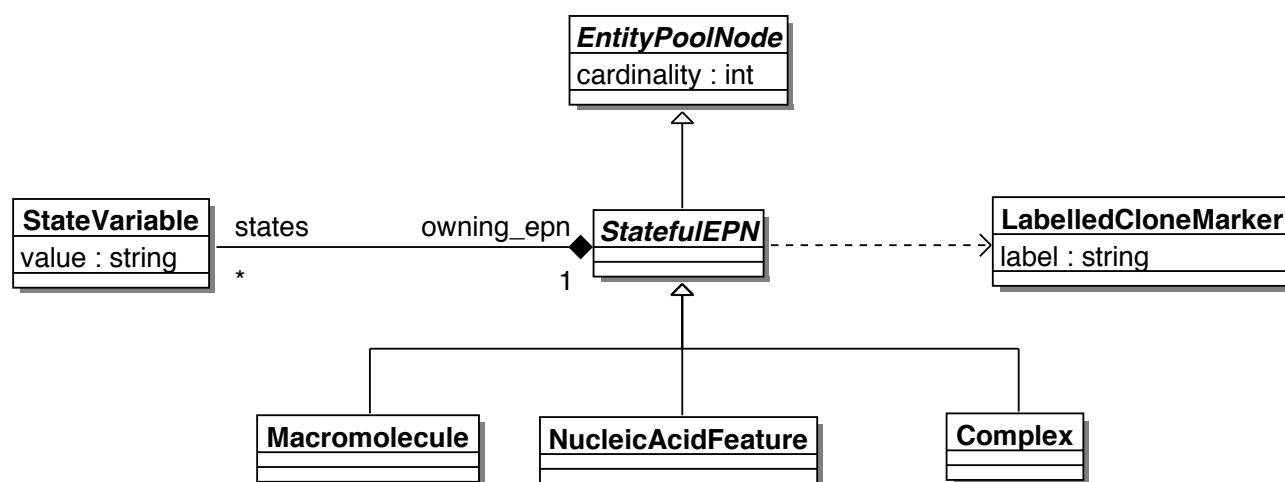 EntityPoolNode
cardinality : int
StateVariable
value : string
states
*
owning_epn
1
StatefulEPN
LabelledCloneMarker
label : string
Macromolecule
NucleicAcidFeature
Complex